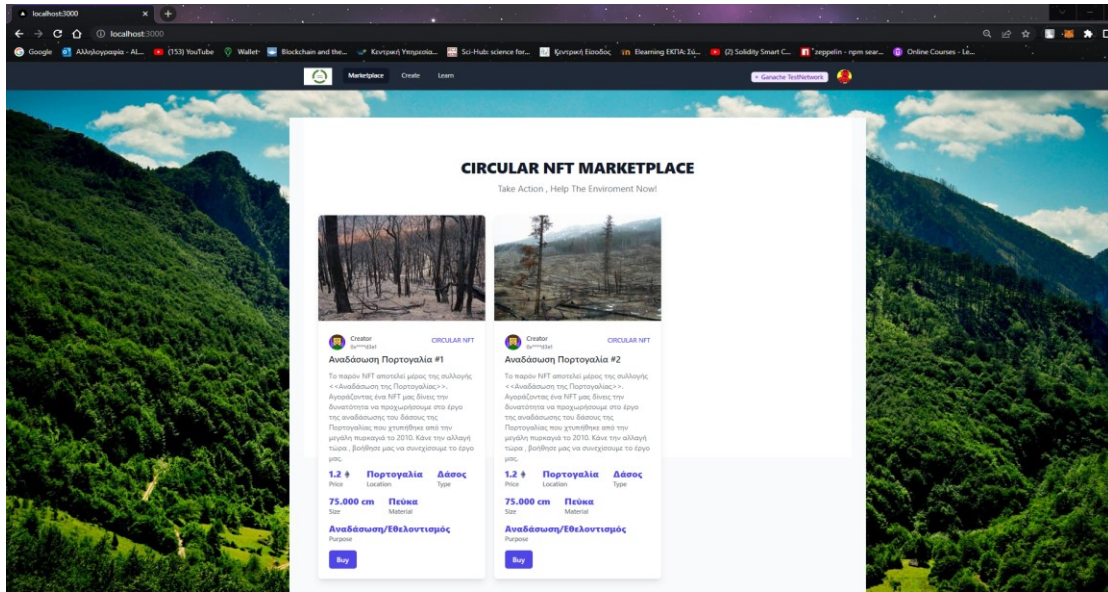 localhost:3000
localhost:3000
Google
Αλληλογραφία - AL...
(153) YouTube
Wallet-
Blockchain and the...
Κεντρική Υπηρεσία...
Sci-Hub: science for...
Κεντρική Είσοδος
Elearning ΕΚΠΑ: Σύ...
(2) Solidity Smart C...
zeppelin - npm sear...
Online Courses - Le...
Marketplace
Create
Learn
Ganache TestNetwork
CIRCULAR NFT MARKETPLACE
Take Action , Help The Enviroment Now!
Creator
CIRCULAR NFT
Αναδάσωση Πορτογαλία #1
Το παρόν NFT αποτελεί μέρος της συλλογής
<<Αναδάσωση της Πορτογαλίας>>.
Αγοράζοντας ένα NFT μας δίνεις την
δυνατότητα να προχωρήσουμε στο έργο
της αναδάσωσης του δάσους της
Πορτογαλίας που χτυπήθηκε από την
μεγάλη πυρκαγιά το 2010. Κάνε την αλλαγή
τώρα , βοήθησε μας να συνεχίσουμε το έργο
μας.
1.2 Πορτογαλία Δάσος
Price Location Type
75.000 cm Πεύκα
Size Material
Αναδάσωση/Εθελοντισμός
Purpose
Buy
Creator
CIRCULAR NFT
Αναδάσωση Πορτογαλία #2
Το παρόν NFT αποτελεί μέρος της συλλογής
<<Αναδάσωση της Πορτογαλίας>>.
Αγοράζοντας ένα NFT μας δίνεις την
δυνατότητα να προχωρήσουμε στο έργο
της αναδάσωσης του δάσους της
Πορτογαλίας που χτυπήθηκε από την
μεγάλη πυρκαγιά το 2010. Κάνε την αλλαγή
τώρα , βοήθησε μας να συνεχίσουμε το έργο
μας.
1.2 Πορτογαλία Δάσος
Price Location Type
75.000 cm Πεύκα
Size Material
Αναδάσωση/Εθελοντισμός
Purpose
Buy